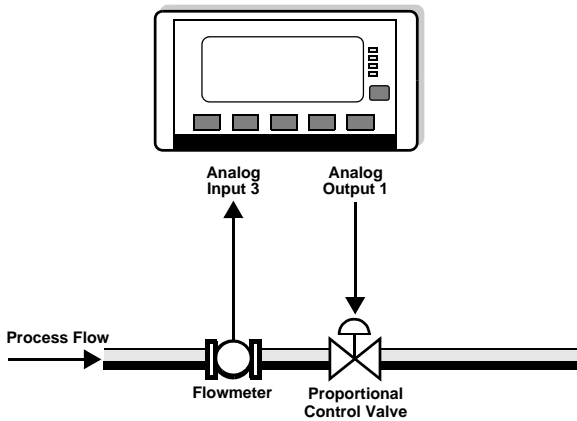 Analog
Input 3
Analog
Output 1
Process Flow
Flowmeter
Proportional
Control Valve